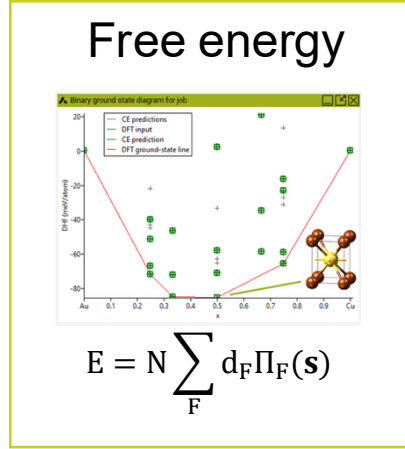 Free energy
Binary ground state diagram for job
CE predictions
DFT input
CE prediction
DFT ground-state line
20
0
-20
-40
-60
-80
DHf (meV/atom)
Au 0.1 0.2 0.3 0.4 0.5 0.6 0.7 0.8 0.9 Cu
x
E = N∑ d_F Π_F(s)
F